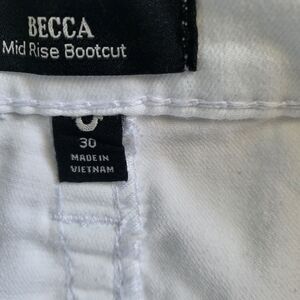 BECCA
Mid Rise Bootcut
30
MADE IN
VIETNAM